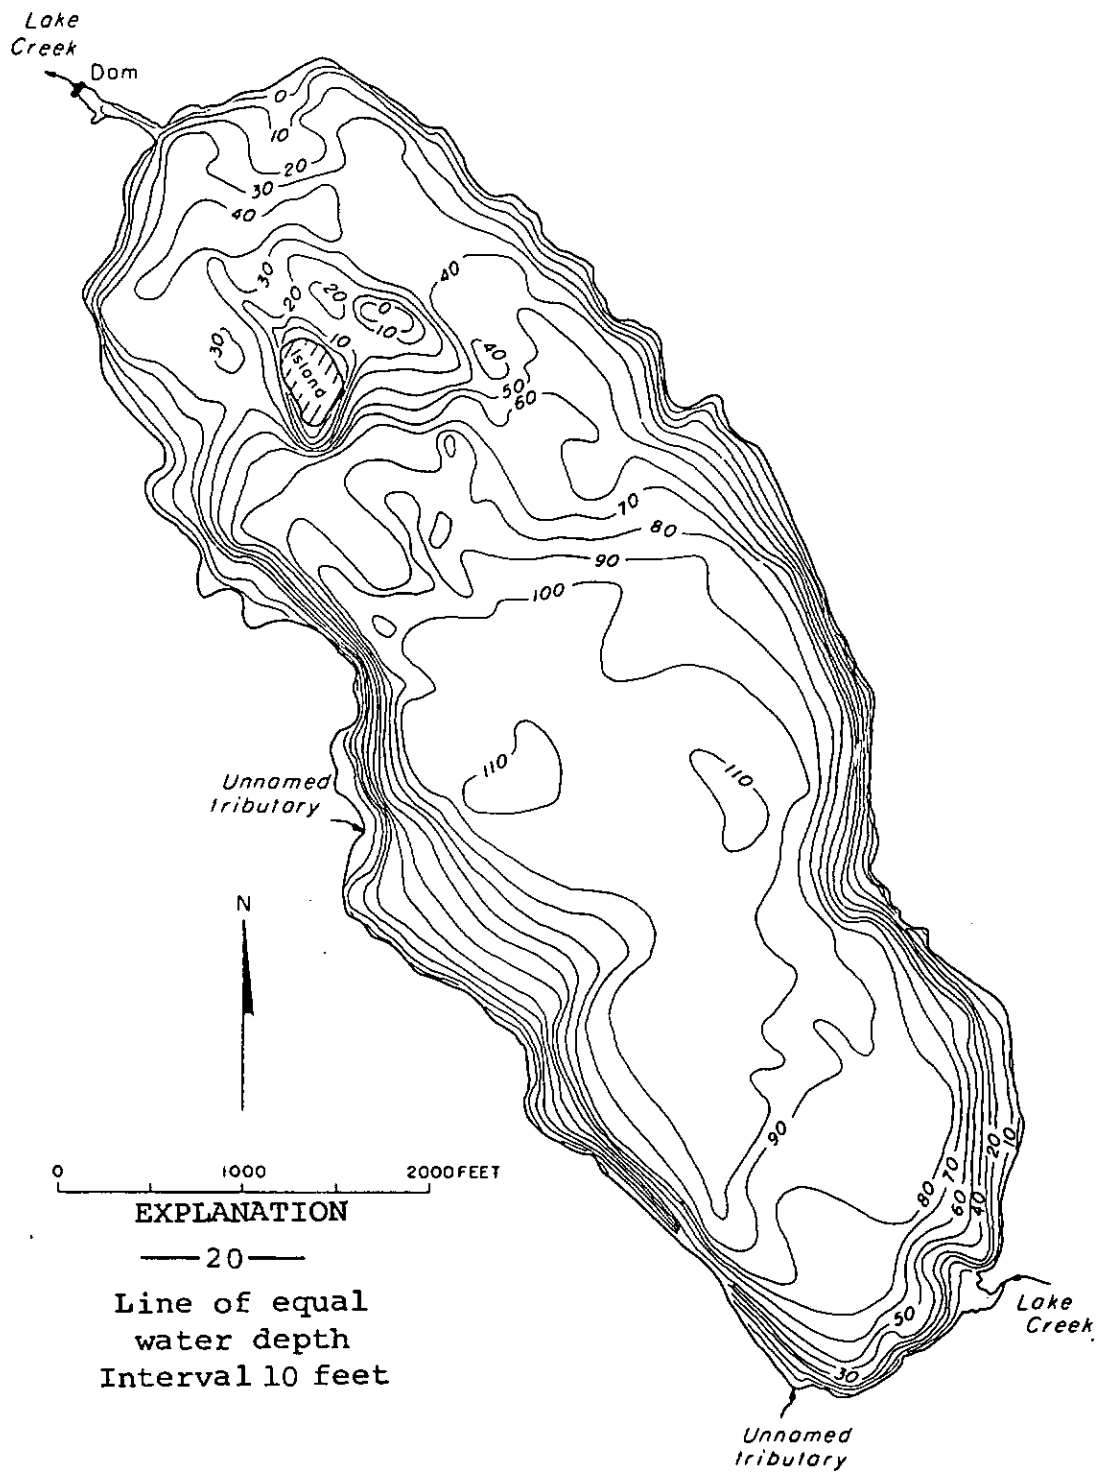 Lake
Creek
Dam
0
10
20
30
40
30
20
20
0
10
10
30
Island
40
40
50
60
70
80
90
100
110
110
Unnamed
tributary
N
0 1000 2000 FEET
EXPLANATION
20
Line of equal
water depth
Interval 10 feet
90
80
70
60
40
20
10
50
30
Lake
Creek
Unnamed
tributary